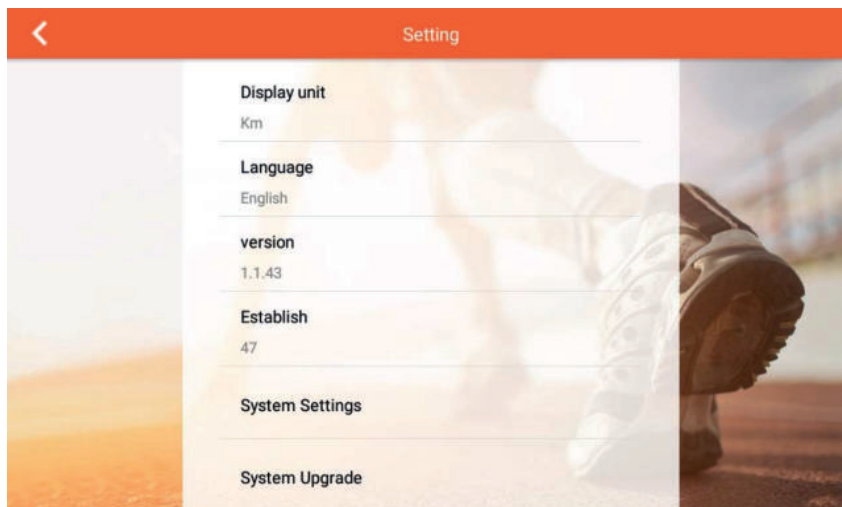 Setting
Display unit
Km
Language
English
version
1.1.43
Establish
47
System Settings
System Upgrade